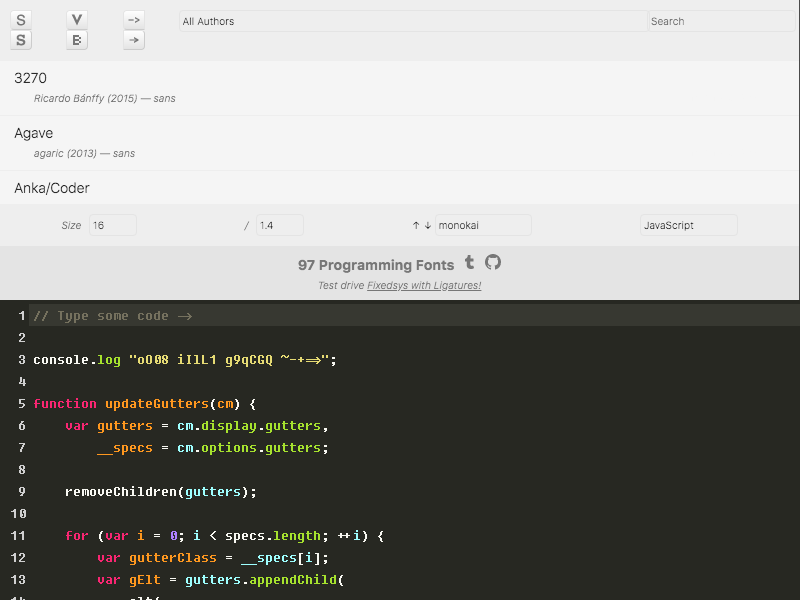 S V -> All Authors Search
S B →
3270
Ricardo Bánffy (2015) — sans
Agave
agaric (2013) — sans
Anka/Coder
Size 16 / 1.4 ↑ ↓ monokai JavaScript
97 Programming Fonts t
Test drive Fixedsys with Ligatures!
1 // Type some code ->
2
3 console.log "oO08 iIlL1 g9qCGQ ~-+=>";
4
5 function updateGutters(cm) {
6 var gutters = cm.display.gutters,
7 __specs = cm.options.gutters;
8
9 removeChildren(gutters);
10
11 for (var i = 0; i < specs.length; ++i) {
12 var gutterClass = __specs[i];
13 var gElt = gutters.appendChild(